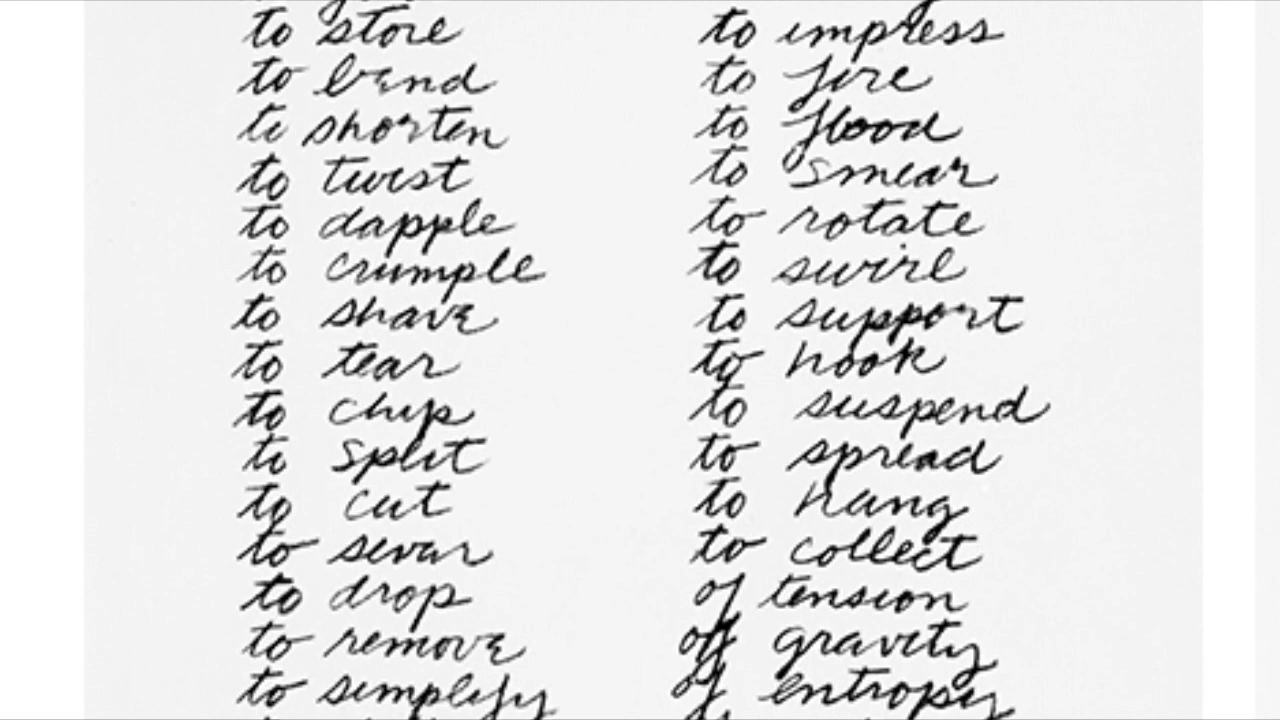 to store
to bend
to shorten
to twist
to dapple
to crumple
to shave
to tear
to chip
to split
to cut
to sever
to drop
to remove
to simplify
to impress
to fire
to flood
to smear
to rotate
to swirl
to support
to hook
to suspend
to spread
to hang
to collect
of tension
of gravity
of entropy